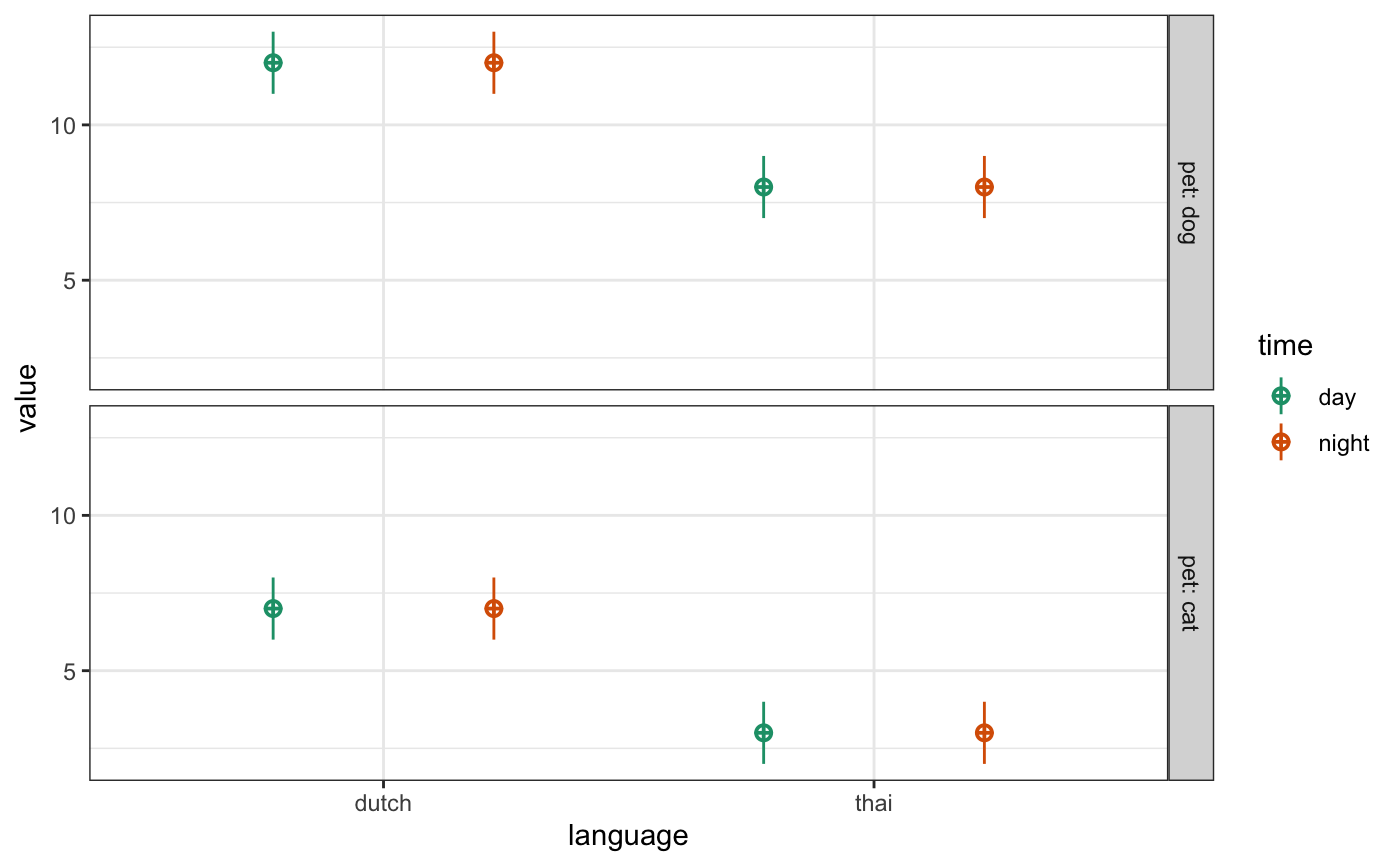 value
10
5
pet: dog
10
5
pet: cat
dutch
thai
language
time
day
night